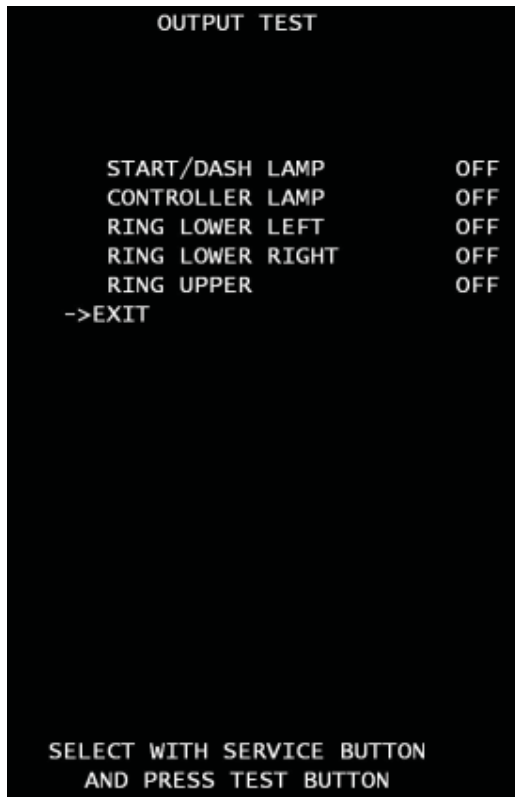 OUTPUT TEST
START/DASH LAMP OFF
CONTROLLER LAMP OFF
RING LOWER LEFT OFF
RING LOWER RIGHT OFF
RING UPPER OFF
->EXIT
SELECT WITH SERVICE BUTTON
AND PRESS TEST BUTTON